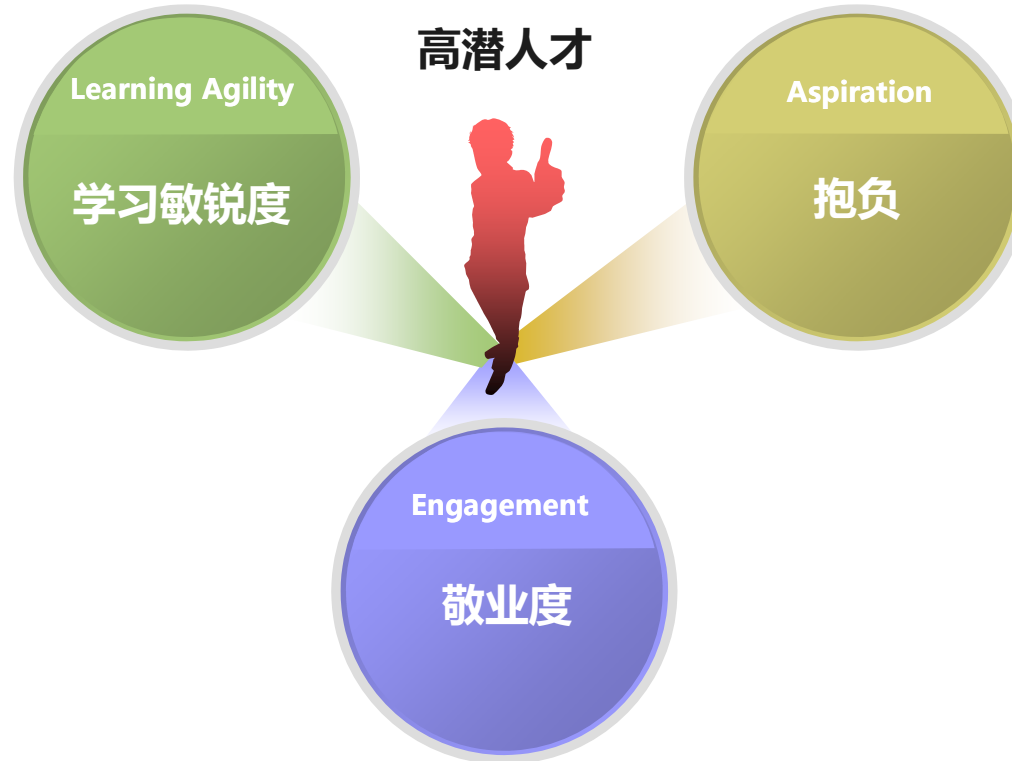 高潜人才
Learning Agility
学习敏锐度
Aspiration
抱负
Engagement
敬业度